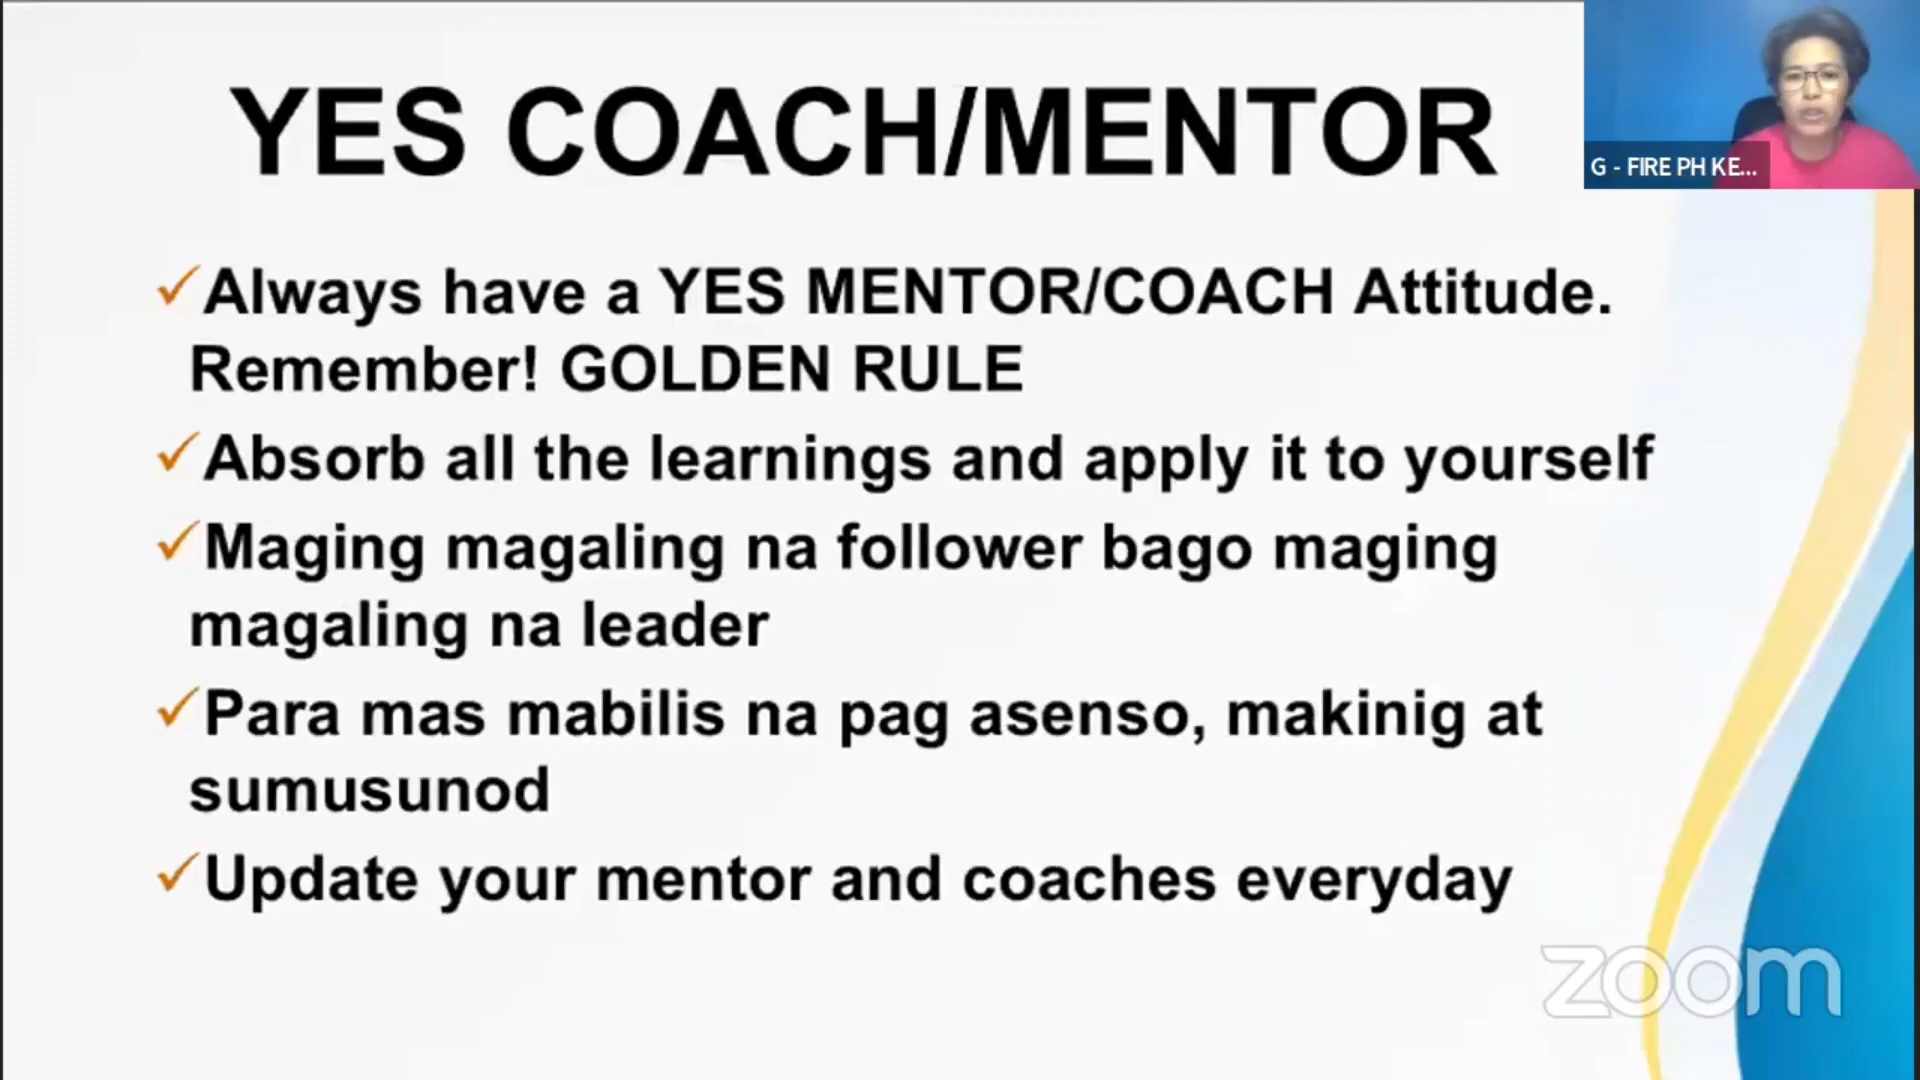 YES COACH/MENTOR
G - FIRE PH KE...
✓Always have a YES MENTOR/COACH Attitude.
Remember! GOLDEN RULE
✓Absorb all the learnings and apply it to yourself
✓Maging magaling na follower bago maging
magaling na leader
✓Para mas mabilis na pag asenso, makinig at
sumusunod
✓Update your mentor and coaches everyday
zoom